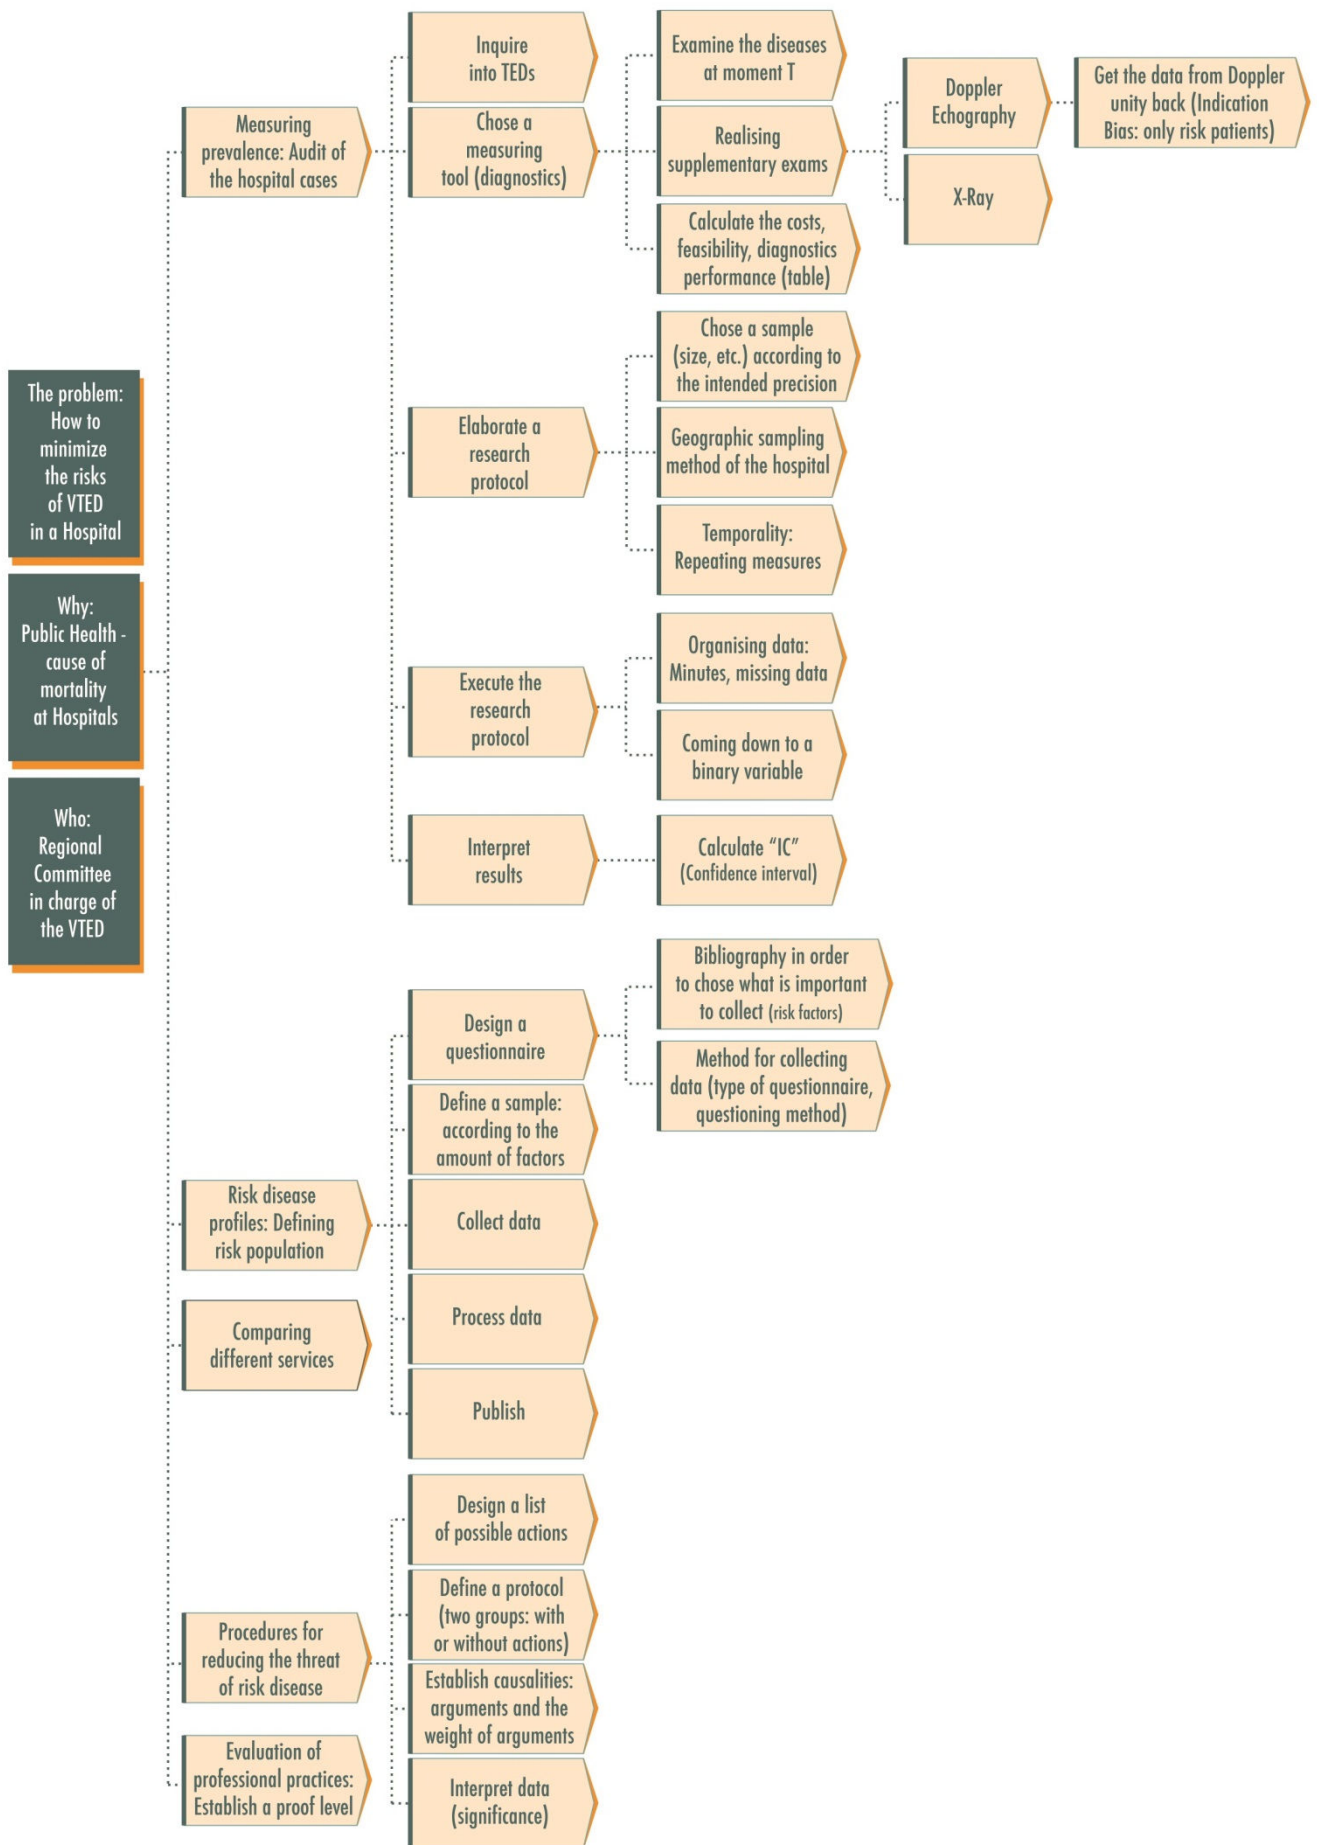 The problem:
How to
minimize
the risks
of VTED
in a Hospital
Why:
Public Health -
cause of
mortality
at Hospitals
Who:
Regional
Committee
in charge of
the VTED
Measuring
prevalence: Audit of
the hospital cases
Inquire
into TEDs
Chose a
measuring
tool (diagnostics)
Examine the diseases
at moment T
Realising
supplementary exams
Doppler
Echography
Get the data from Doppler
unity back (Indication
Bias: only risk patients)
X-Ray
Calculate the costs,
feasibility, diagnostics
performance (table)
Elaborate a
research
protocol
Chose a sample
(size, etc.) according to
the intended precision
Geographic sampling
method of the hospital
Temporality:
Repeating measures
Execute the
research
protocol
Organising data:
Minutes, missing data
Coming down to a
binary variable
Interpret
results
Calculate “IC”
(Confidence interval)
Risk disease
profiles: Defining
risk population
Design a
questionnaire
Bibliography in order
to chose what is important
to collect (risk factors)
Method for collecting
data (type of questionnaire,
questioning method)
Define a sample:
according to the
amount of factors
Collect data
Process data
Publish
Comparing
different services
Procedures for
reducing the threat
of risk disease
Design a list
of possible actions
Define a protocol
(two groups: with
or without actions)
Establish causalities:
arguments and the
weight of arguments
Interpret data
(significance)
Evaluation of
professional practices:
Establish a proof level